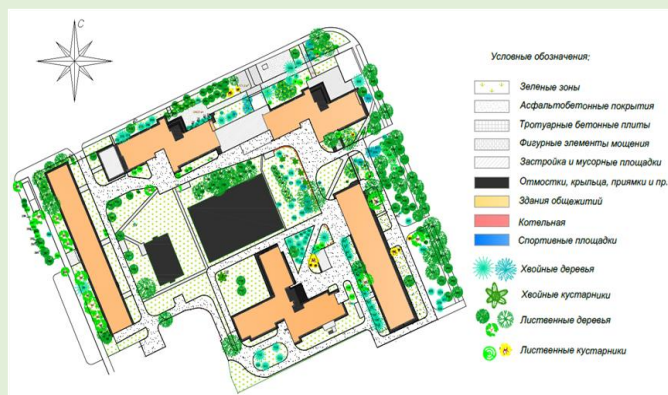 С
Условные обозначения;
Зеленые зоны
Асфальтобетонные покрытия
Тротуарные бетонные плиты
Фигурные элементы мощения
Застройка и мусорные площадки
Отмостки, крыльца, приямки и пр.
Здания общежитий
Котельная
Спортивные площадки
Хвойные деревья
Хвойные кустарники
Лиственные деревья
Лиственные кустарники